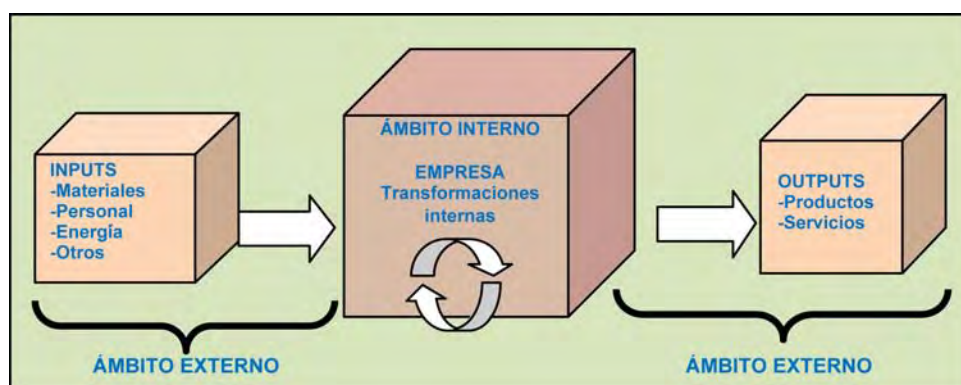 INPUTS
-Materiales
-Personal
-Energía
-Otros
ÁMBITO INTERNO
EMPRESA
Transformaciones
internas
OUTPUTS
-Productos
-Servicios
ÁMBITO EXTERNO
ÁMBITO EXTERNO